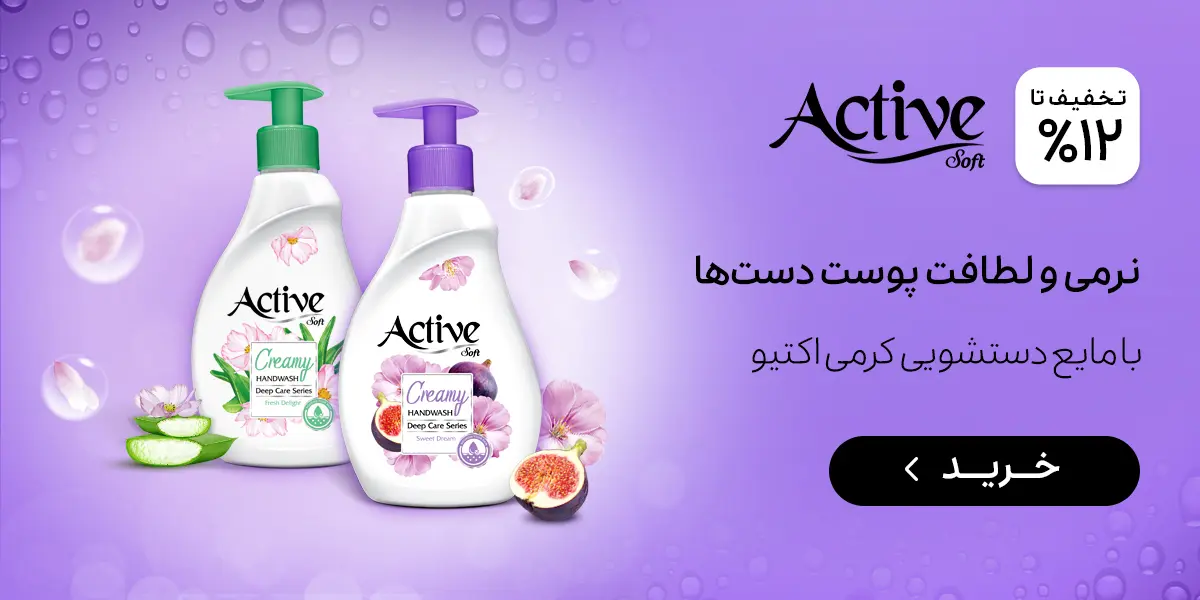 Active
Soft
تخفیف تا
%۱۲
نرمی و لطافت پوست دست‌ها
با مایع دستشویی کرمی اکتیو
خریـد <
Active
Soft
Creamy
HANDWASH
Deep Care Series
Fresh Delight
Active
Soft
Creamy
HANDWASH
Deep Care Series
Sweet Dream